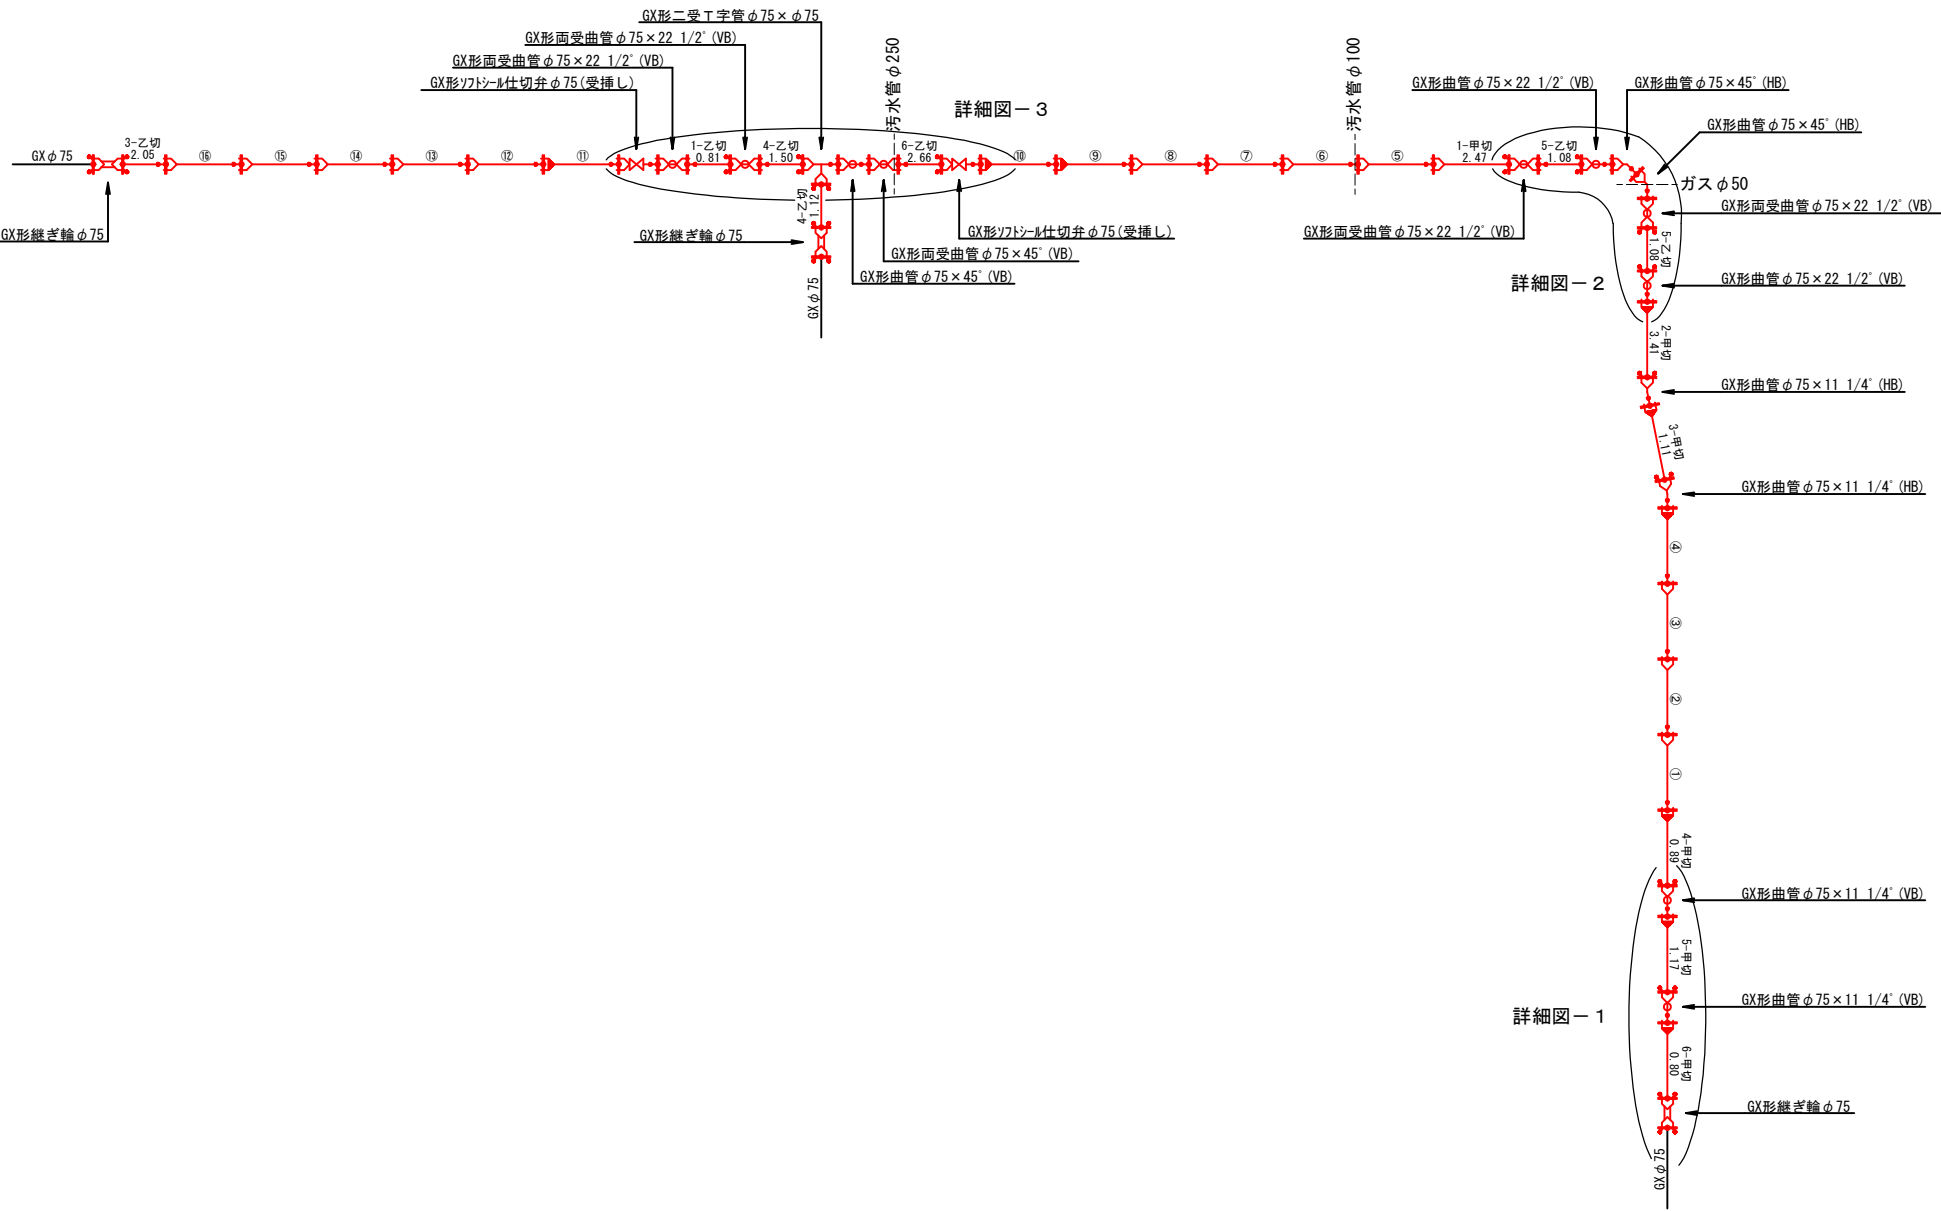 GX形二受T字管φ75×φ75
GX形両受曲管φ75×22 1/2°(VB)
GX形両受曲管φ75×22 1/2°(VB)
GX形ソフトシール仕切弁φ75(受挿し)
汚水管φ250
詳細図－3
汚水管φ100
GX形曲管φ75×22 1/2°(VB)
GX形曲管φ75×45°(HB)
GX形曲管φ75×45°(HB)
GXφ75
3-乙切
2.05
⑯
⑮
⑭
⑬
⑫
⑪
1-乙切
0.81
4-乙切
1.50
6-乙切
2.66
⑩
⑨
⑧
⑦
⑥
⑤
1-甲切
2.47
5-乙切
1.08
ガスφ50
GX形両受曲管φ75×22 1/2°(VB)
4-乙切
1.12
GX形継ぎ輪φ75
GX形継ぎ輪φ75
GX形ソフトシール仕切弁φ75(受挿し)
GX形両受曲管φ75×45°(VB)
GX形曲管φ75×45°(VB)
GX形両受曲管φ75×22 1/2°(VB)
5-乙切
1.08
GXφ75
詳細図－2
GX形曲管φ75×22 1/2°(VB)
2-甲切
3.41
GX形曲管φ75×11 1/4°(HB)
3-甲切
1.11
GX形曲管φ75×11 1/4°(HB)
④
③
②
①
4-甲切
0.89
GX形曲管φ75×11 1/4°(VB)
5-甲切
1.17
GX形曲管φ75×11 1/4°(VB)
詳細図－1
6-甲切
0.80
GX形継ぎ輪φ75
GXφ75